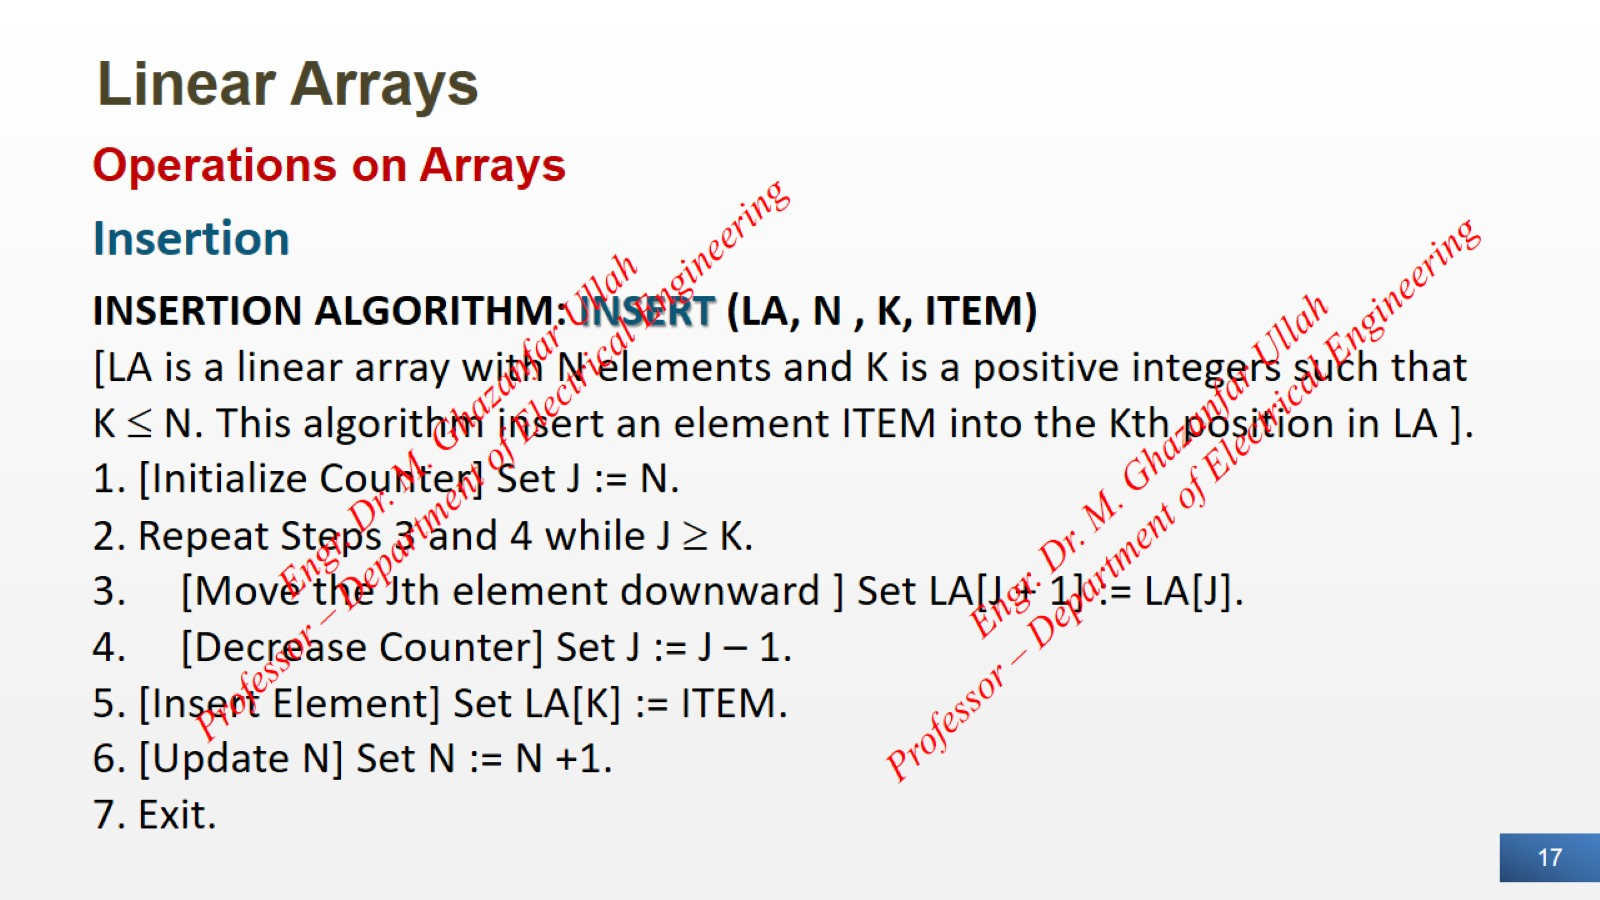 Linear Arrays
Operations on Arrays
Insertion
INSERTION ALGORITHM: INSERT (LA, N , K, ITEM)
[LA is a linear array with N elements and K is a positive integers such that
K ≤ N. This algorithm insert an element ITEM into the Kth position in LA ].
1. [Initialize Counter] Set J := N.
2. Repeat Steps 3 and 4 while J ≥ K.
3. [Move the Jth element downward ] Set LA[J + 1] := LA[J].
4. [Decrease Counter] Set J := J – 1.
5. [Insert Element] Set LA[K] := ITEM.
6. [Update N] Set N := N +1.
7. Exit.
Engr. Dr. M. Ghazanfar Ullah
Professor – Department of Electrical Engineering
Engr. Dr. M. Ghazanfar Ullah
Professor – Department of Electrical Engineering
17